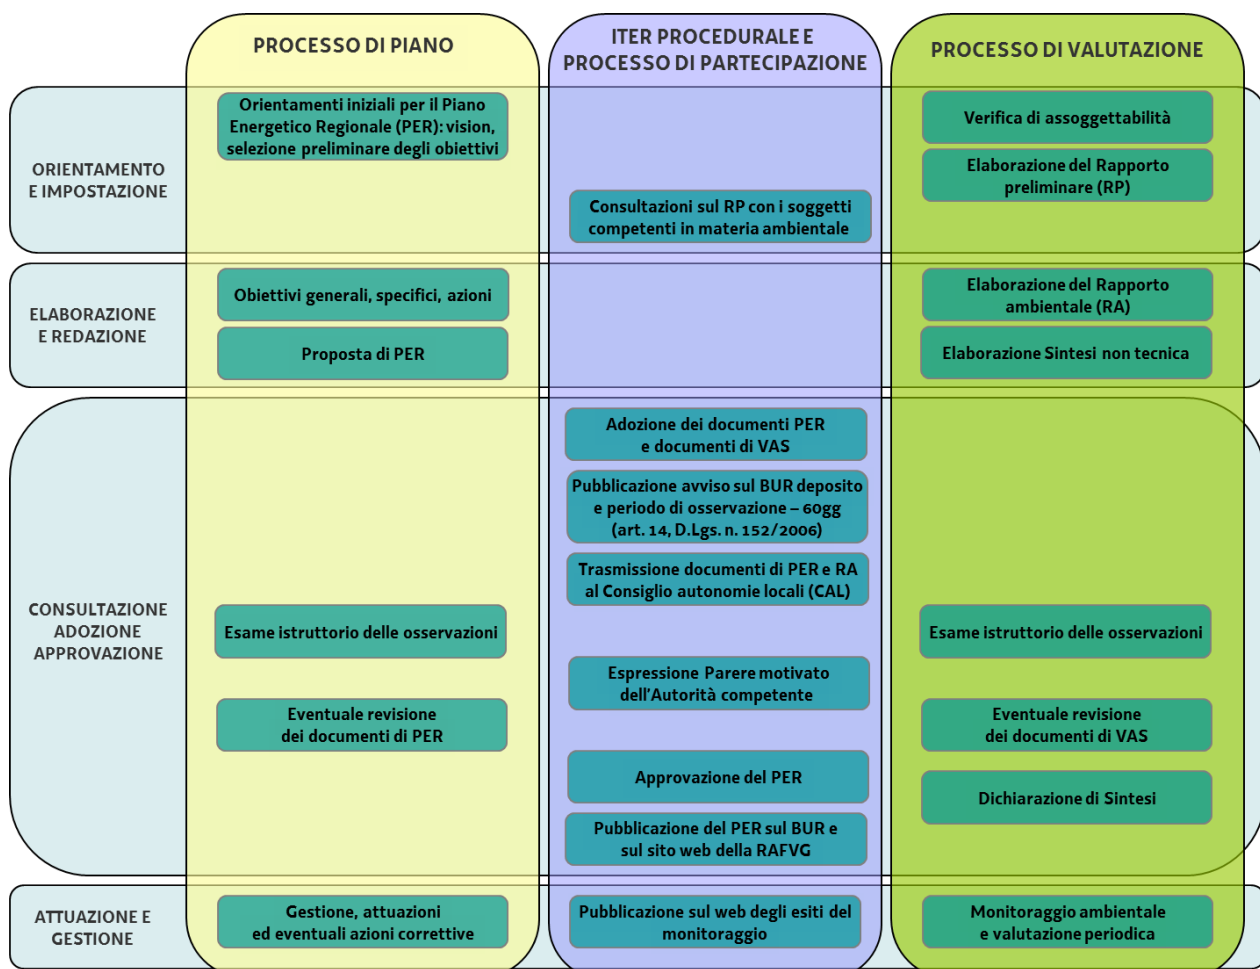 PROCESSO DI PIANO
ITER PROCEDURALE E
PROCESSO DI PARTECIPAZIONE
PROCESSO DI VALUTAZIONE
ORIENTAMENTO
E IMPOSTAZIONE
Orientamenti iniziali per il Piano
Energetico Regionale (PER): vision,
selezione preliminare degli obiettivi
Consultazioni sul RP con i soggetti
competenti in materia ambientale
Verifica di assoggettabilità
Elaborazione del Rapporto
preliminare (RP)
ELABORAZIONE
E REDAZIONE
Obiettivi generali, specifici, azioni
Proposta di PER
Elaborazione del Rapporto
ambientale (RA)
Elaborazione Sintesi non tecnica
CONSULTAZIONE
ADOZIONE
APPROVAZIONE
Esame istruttorio delle osservazioni
Eventuale revisione
dei documenti di PER
Adozione dei documenti PER
e documenti di VAS
Pubblicazione avviso sul BUR deposito
e periodo di osservazione – 60gg
(art. 14, D.Lgs. n. 152/2006)
Trasmissione documenti di PER e RA
al Consiglio autonomie locali (CAL)
Espressione Parere motivato
dell'Autorità competente
Approvazione del PER
Pubblicazione del PER sul BUR e
sul sito web della RAFVG
Esame istruttorio delle osservazioni
Eventuale revisione
dei documenti di VAS
Dichiarazione di Sintesi
ATTUAZIONE E
GESTIONE
Gestione, attuazioni
ed eventuali azioni correttive
Pubblicazione sul web degli esiti del
monitoraggio
Monitoraggio ambientale
e valutazione periodica